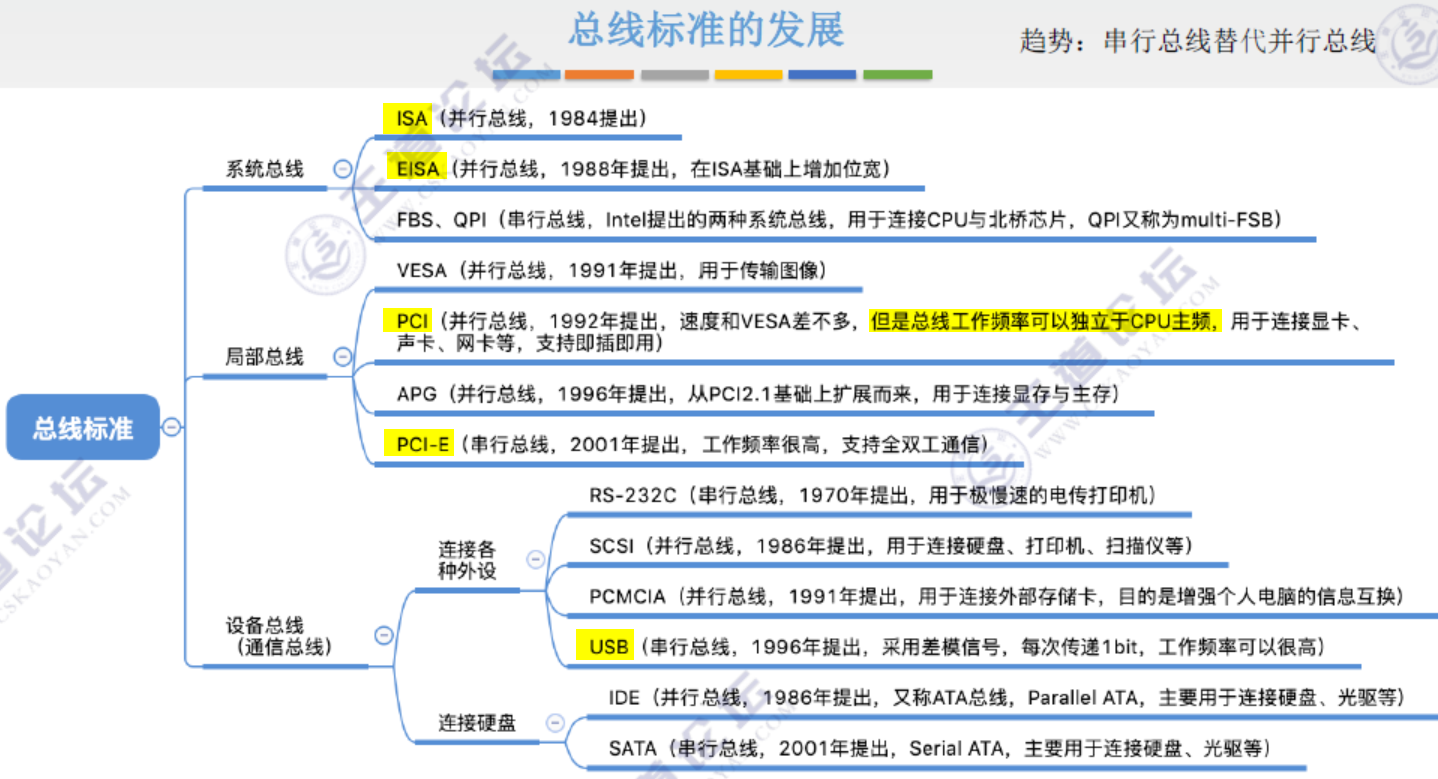 总线标准的发展
趋势：串行总线替代并行总线
总线标准
系统总线
ISA（并行总线，1984提出）
EISA（并行总线，1988年提出，在ISA基础上增加位宽）
FBS、QPI（串行总线，Intel提出的两种系统总线，用于连接CPU与北桥芯片，QPI又称为multi-FSB）
局部总线
VESA（并行总线，1991年提出，用于传输图像）
PCI（并行总线，1992年提出，速度和VESA差不多，但是总线工作频率可以独立于CPU主频，用于连接显卡、
声卡、网卡等，支持即插即用）
APG（并行总线，1996年提出，从PCI2.1基础上扩展而来，用于连接显存与主存）
PCI-E（串行总线，2001年提出，工作频率很高，支持全双工通信）
设备总线
（通信总线）
连接各
种外设
RS-232C（串行总线，1970年提出，用于极慢速的电传打印机）
SCSI（并行总线，1986年提出，用于连接硬盘、打印机、扫描仪等）
PCMCIA（并行总线，1991年提出，用于连接外部存储卡，目的是增强个人电脑的信息互换）
USB（串行总线，1996年提出，采用差模信号，每次传递1bit，工作频率可以很高）
连接硬盘
IDE（并行总线，1986年提出，又称ATA总线，Parallel ATA，主要用于连接硬盘、光驱等）
SATA（串行总线，2001年提出，Serial ATA，主要用于连接硬盘、光驱等）
王道论坛
WWW.CSKAOYAN.COM
王道论坛
WWW.CSKAOYAN.COM